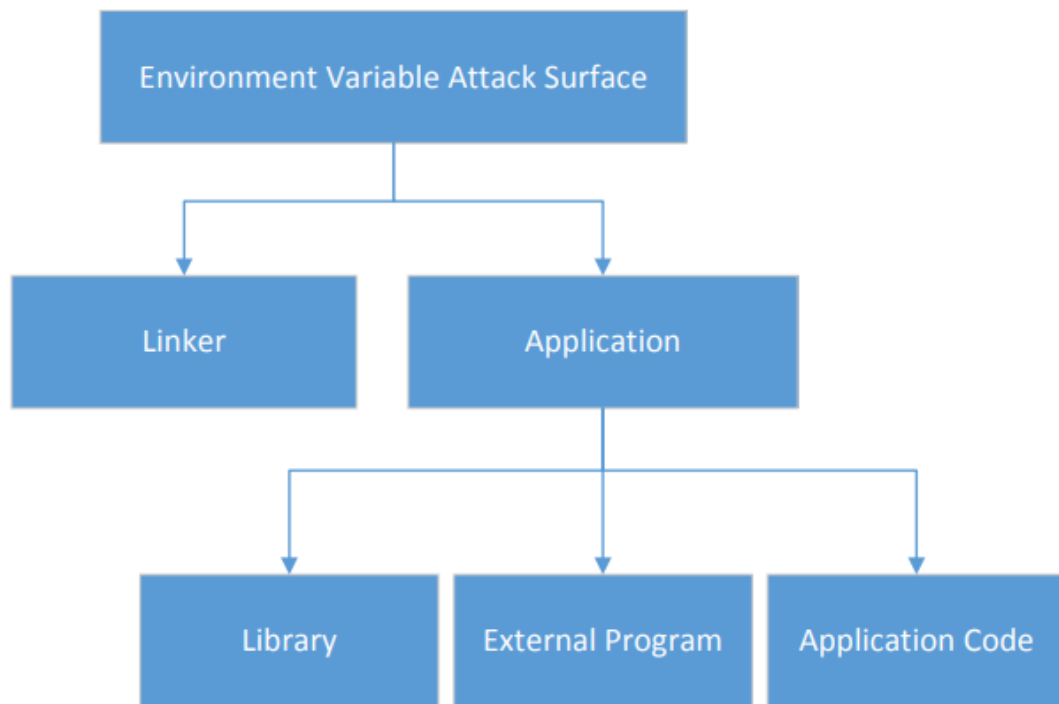 Environment Variable Attack Surface
Linker
Application
Library
External Program
Application Code